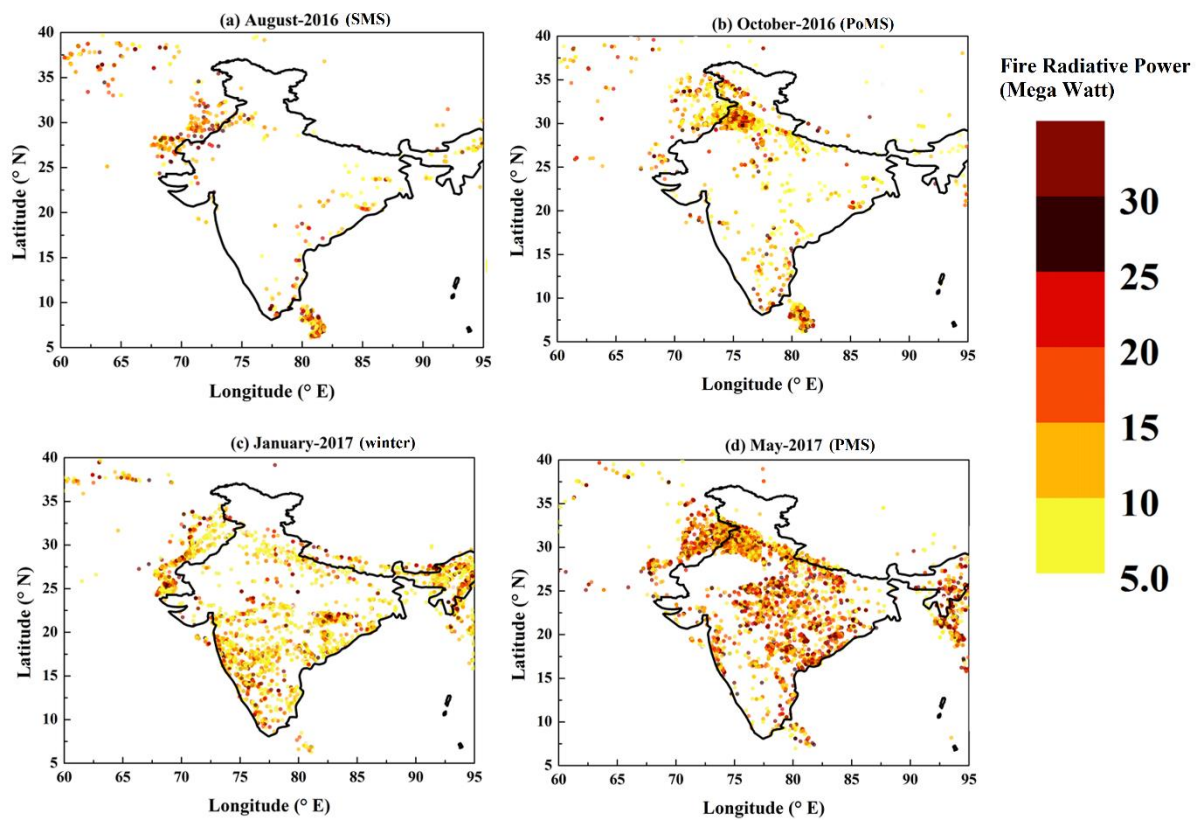 (a) August-2016 (SMS)
40
35
30
25
20
15
10
5
Latitude (° N)
60 65 70 75 80 85 90 95
Longitude (° E)
(b) October-2016 (PoMS)
40
35
30
25
20
15
10
5
Latitude (° N)
60 65 70 75 80 85 90 95
Longitude (° E)
Fire Radiative Power
(Mega Watt)
30
25
20
15
10
5.0
(c) January-2017 (winter)
40
35
30
25
20
15
10
5
Latitude (° N)
60 65 70 75 80 85 90 95
Longitude (° E)
(d) May-2017 (PMS)
40
35
30
25
20
15
10
5
Latitude (° N)
60 65 70 75 80 85 90 95
Longitude (° E)